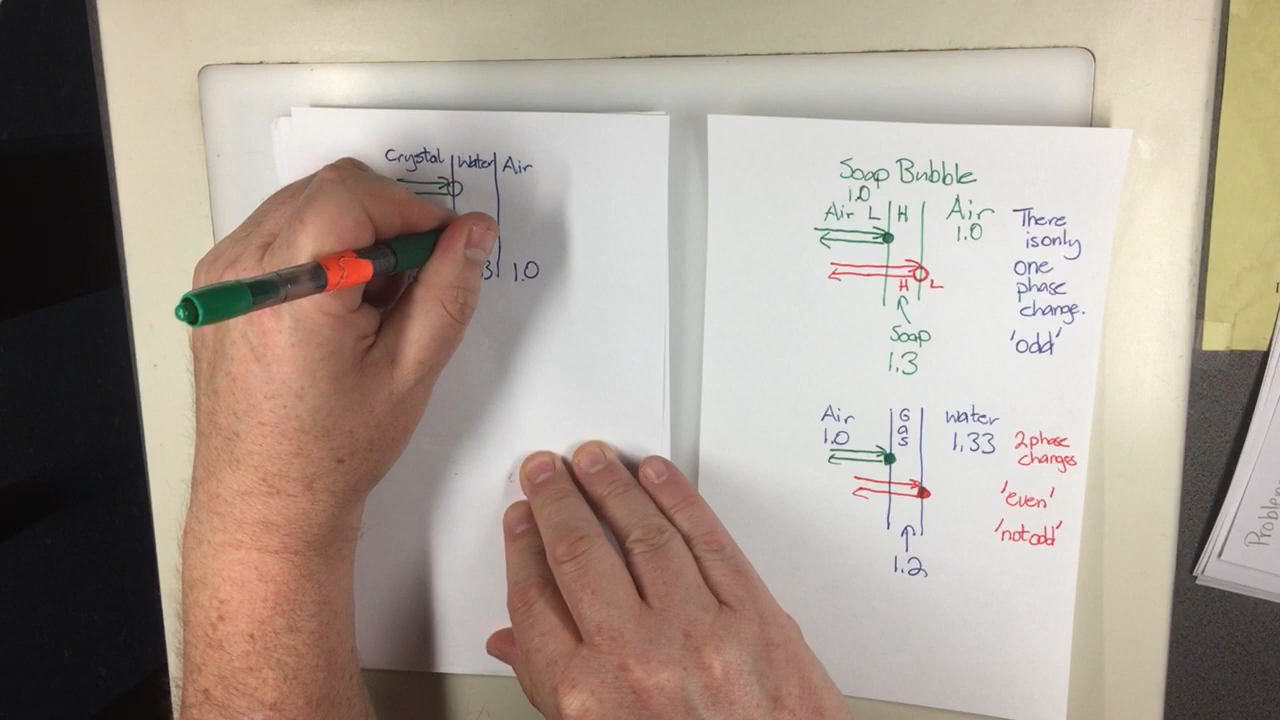 Crystal Water Air
1.0
Soap Bubble
1.0
Air L H Air
1.0
H L
Soap
1.3
There
is only
one
phase
change.
'odd'
Air Gas water
1.0 1.33
1.2
2 phase
changes
'even'
'not odd'